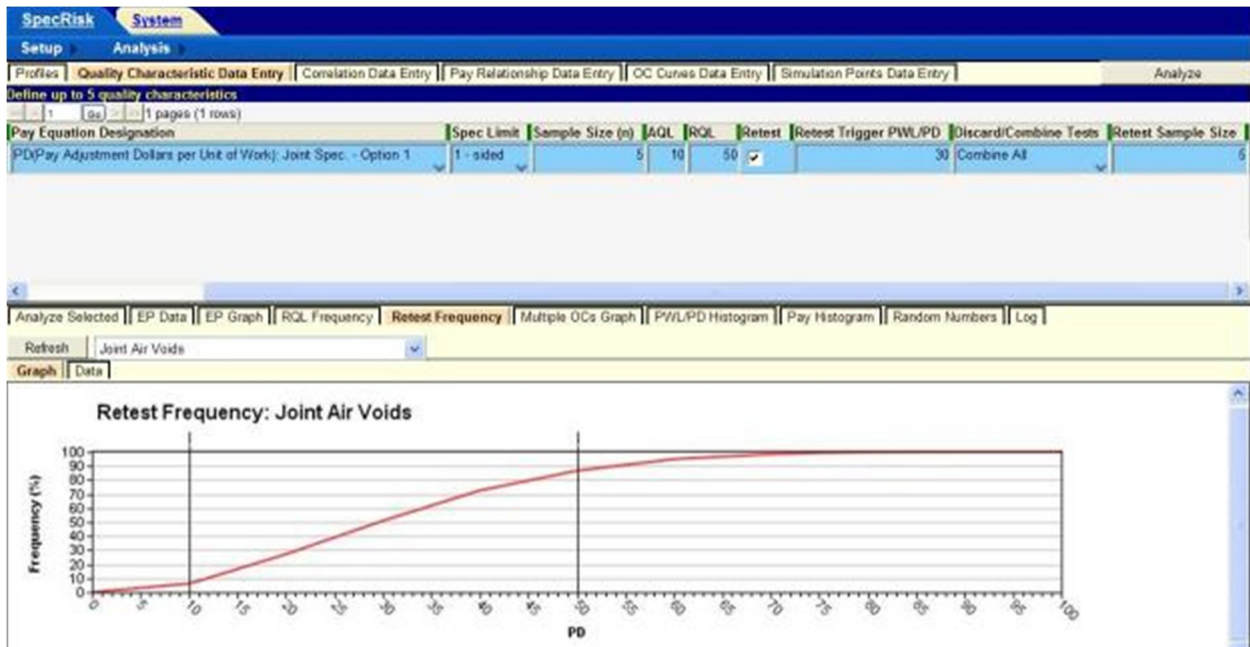 SpecRisk System
Setup Analysis
Profiles Quality Characteristic Data Entry Correlation Data Entry Pay Relationship Data Entry OC Curves Data Entry Simulation Points Data Entry Analyze
Define up to 5 quality characteristics
1 Go 1 pages (1 rows)
Pay Equation Designation Spec Limit Sample Size (n) AQL RQL Retest Retest Trigger PWL/PD Discard/Combine Tests Retest Sample Size
PD(Pay Adjustment Dollars per Unit of Work): Joint Spec. - Option 1 1 - sided 5 10 50 30 Combine All 5
Analyze Selected EP Data EP Graph RQL Frequency Retest Frequency Multiple OCs Graph PWL/PD Histogram Pay Histogram Random Numbers Log
Refresh Joint Air Voids
Graph Data
Retest Frequency: Joint Air Voids
Frequency (%)
100
90
80
70
60
50
40
30
20
10
0
0 5 10 15 20 25 30 35 40 45 50 55 60 65 70 75 80 85 90 95 100
PD